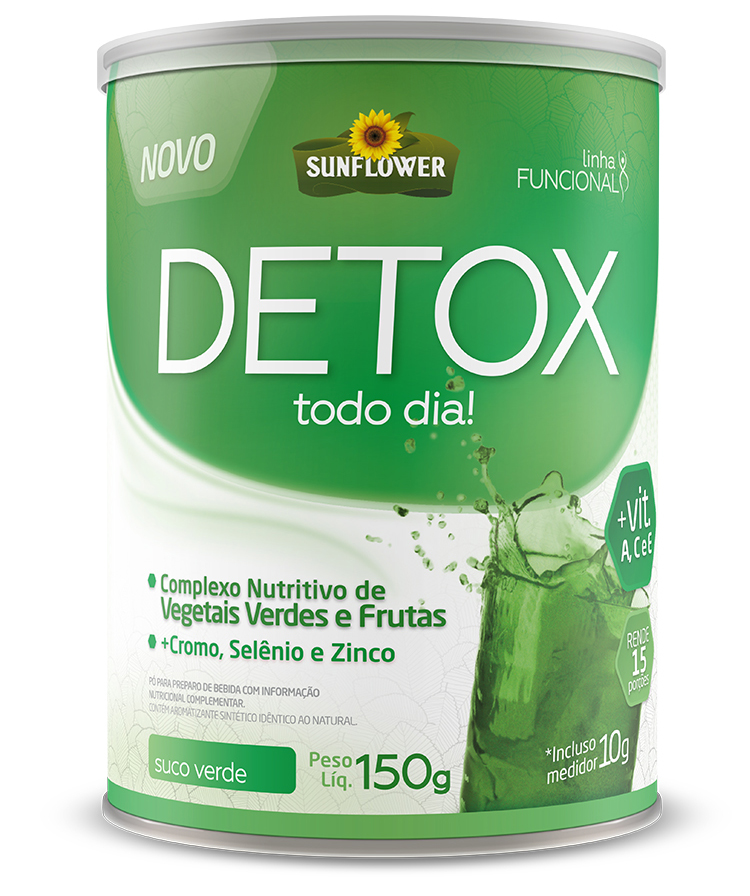 NOVO
SUNFLOWER
linha
FUNCIONAL
DETOX
todo dia!
+vit.
A, C e E
Complexo Nutritivo de
Vegetais Verdes e Frutas
+Cromo, Selênio e Zinco
RENDE
15
porções
PÓ PARA PREPARO DE BEBIDA COM INFORMAÇÃO
NUTRICIONAL COMPLEMENTAR.
CONTÉM AROMATIZANTE SINTÉTICO IDÊNTICO AO NATURAL.
suco verde
Peso
Líq. 150g
*Incluso
medidor 10g